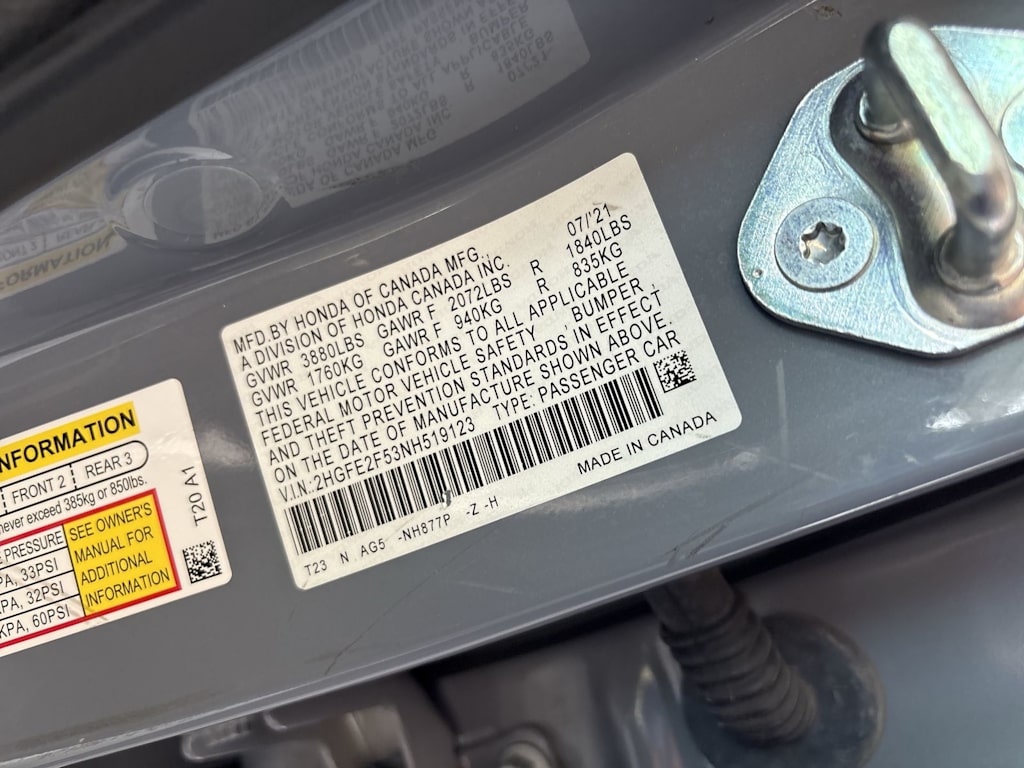 MFD.BY HONDA OF CANADA MFG., 07/'21
A DIVISION OF HONDA CANADA INC.
GVWR 3880LBS GAWR F 2072LBS R 1840LBS
GVWR 1760KG GAWR F 940KG R 835KG
THIS VEHICLE CONFORMS TO ALL APPLICABLE
FEDERAL MOTOR VEHICLE SAFETY , BUMPER ,
AND THEFT PREVENTION STANDARDS IN EFFECT
ON THE DATE OF MANUFACTURE SHOWN ABOVE.
V.I.N.:2HGFE2F53NH519123 TYPE: PASSENGER CAR
T23 N AG5 -NH877P -Z -H MADE IN CANADA
INFORMATION
FRONT 2 REAR 3
never exceed 385kg or 850lbs.
PRESSURE SEE OWNER'S
33PSI MANUAL FOR
32PSI ADDITIONAL
KPA, 60PSI INFORMATION
T20 A41